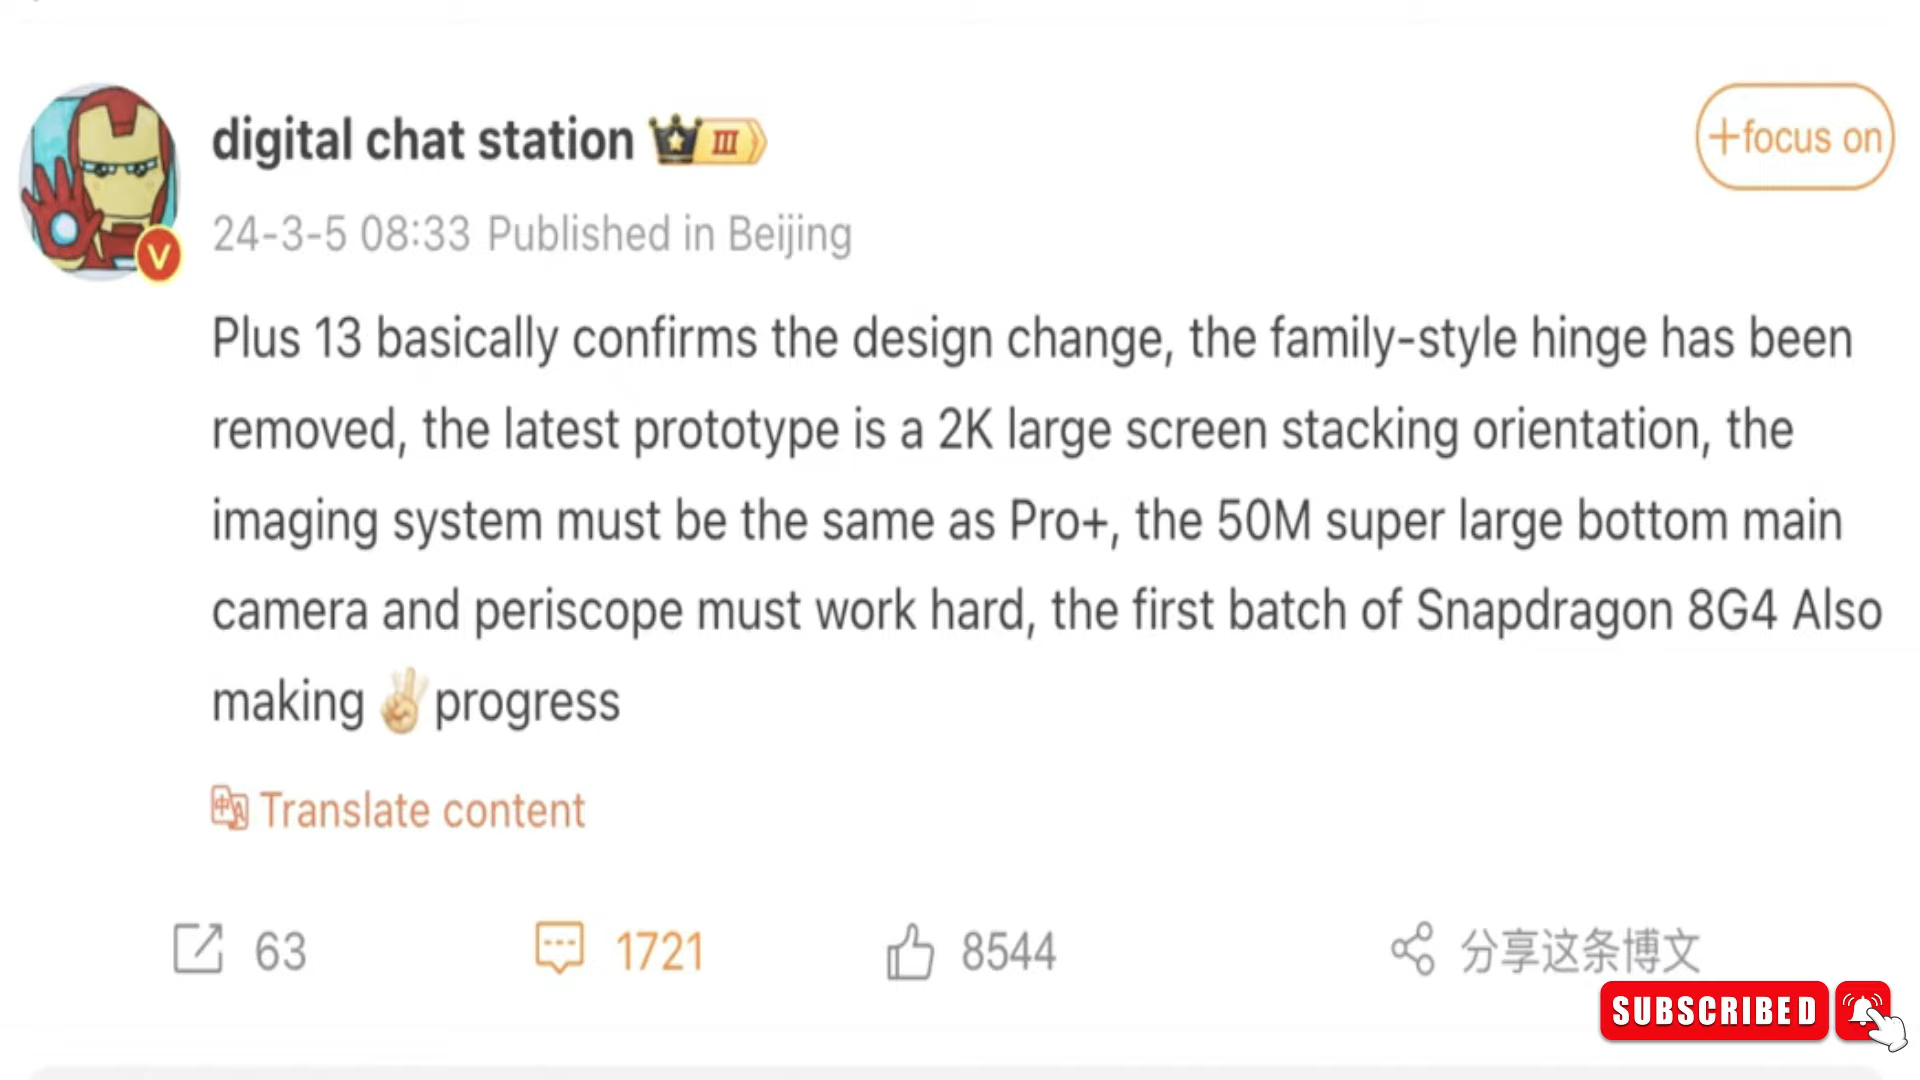 digital chat station III
+focus on
24-3-5 08:33 Published in Beijing
Plus 13 basically confirms the design change, the family-style hinge has been
removed, the latest prototype is a 2K large screen stacking orientation, the
imaging system must be the same as Pro+, the 50M super large bottom main
camera and periscope must work hard, the first batch of Snapdragon 8G4 Also
making ✌ progress
Translate content
63 1721 8544 分享这条博文
SUBSCRIBED